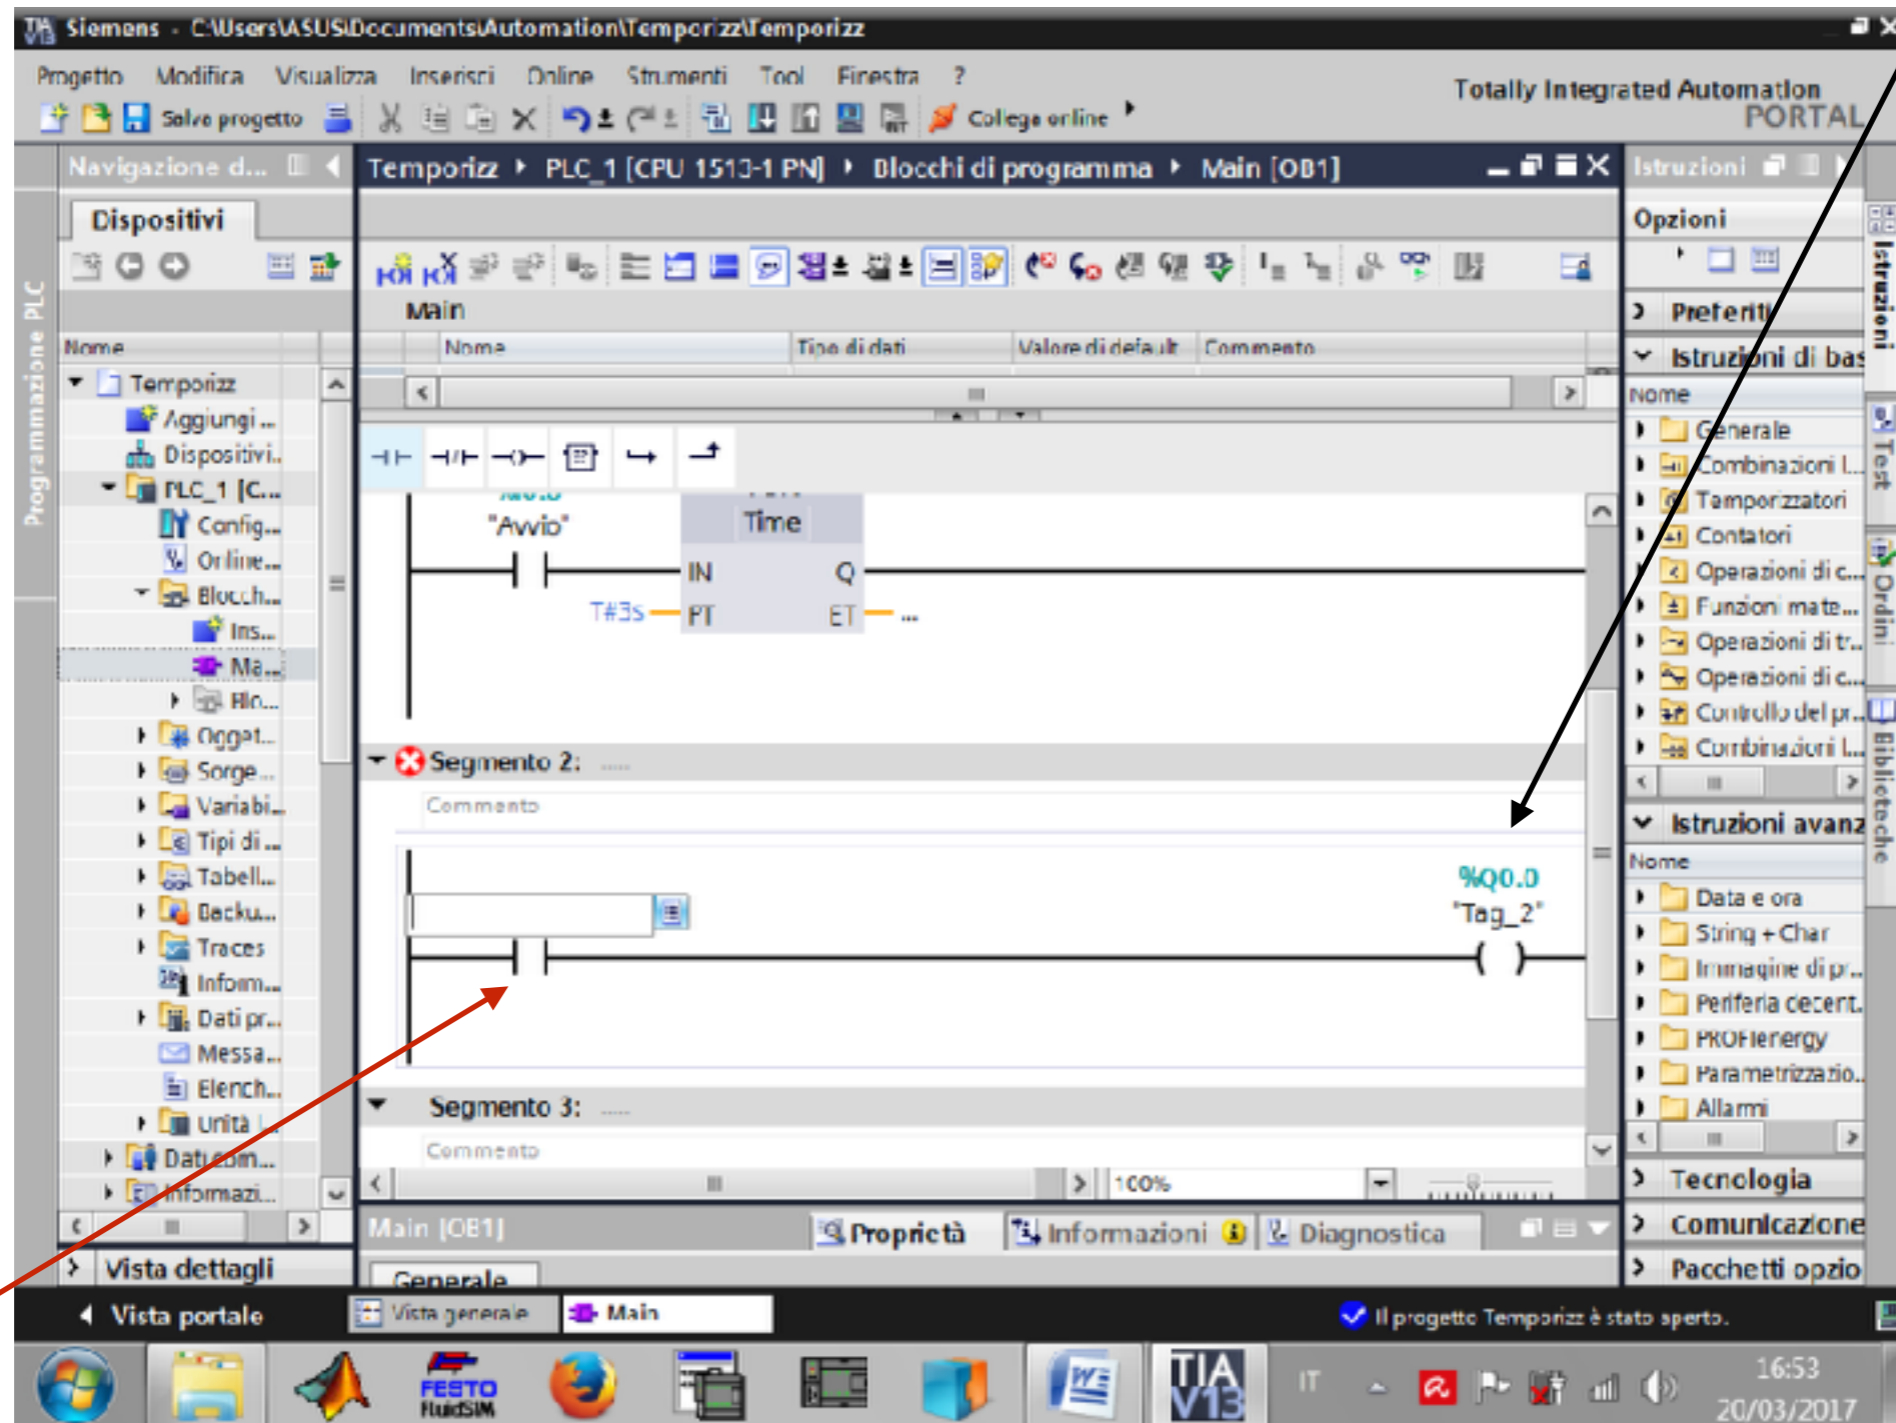 Siemens - C:\Users\ASUS\Documents\Automation\Temporizz\Temporizz
Progetto Modifica Visualizza Inserisci Online Strumenti Tool Finestra ?
Totally Integrated Automation
PORTAL
Salva progetto
Collega online
Navigazione d...
Temporizz PLC_1 [CPU 1513-1 PN] Blocchi di programma Main [OB1]
Istruzioni
Dispositivi
Opzioni
Programmazione PLC
Main
Nome
Nome Tipo di dati Valore di default Commento
Preferiti
Istruzioni di bas
Nome
Temporizz
Aggiungi ...
Dispositivi...
PLC_1 [C...
Config...
Online...
Blocch...
Ins...
Ma...
Blo...
Ogget...
Sorge...
Variabi...
Tipi di ...
Tabell...
Backu...
Traces
Inform...
Dati pr...
Messa...
Elench...
Unità L...
Dati com...
Informazi...
Vista dettagli
"Avvio"
Time
IN Q
T#3s PT ET ...
Segmento 2: .....
Commento
%Q0.0
"Tag_2"
Segmento 3: .....
Commento
100%
Main [OB1]
Proprietà Informazioni Diagnostica
Generale
Generale
Combinazioni l...
Temporizzatori
Contatori
Operazioni di c...
Funzioni mate...
Operazioni di tr...
Operazioni di c...
Controllo del pr...
Combinazioni l...
Istruzioni avanz
Nome
Data e ora
String + Char
Immagine di pr...
Periferia decent.
PROFIenergy
Parametrizzazio..
Allarmi
Tecnologia
Comunicazione
Pacchetti opzio
Istruzioni
Test
Ordini
Biblioteche
Vista portale
Vista generale
Main
Il progetto Temporizz è stato aperto.
FESTO
FluidSIM
TIA
V13
IT
16:53
20/03/2017